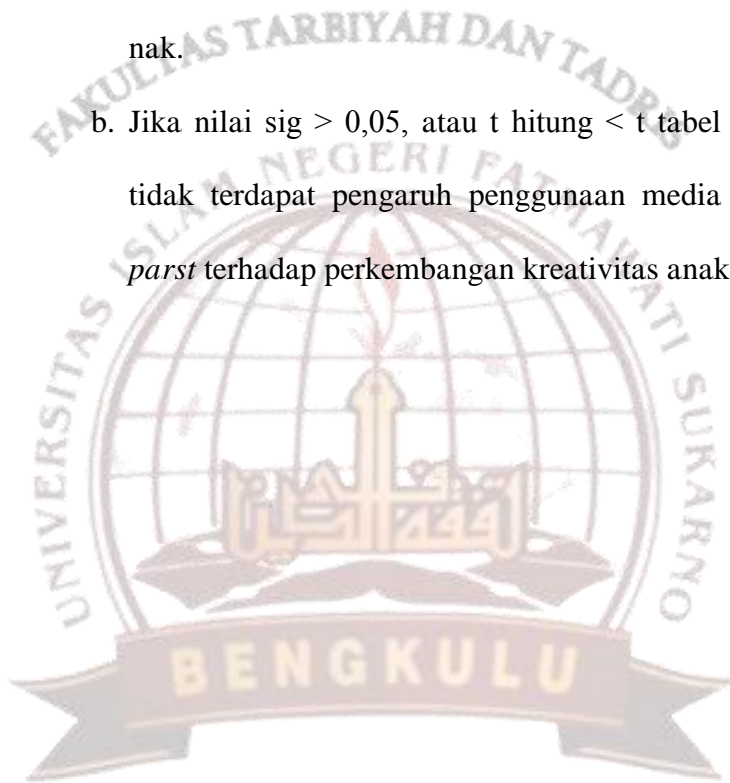 nak.
FAKULTAS TARBIYAH DAN TADRIS
b. Jika nilai sig > 0,05, atau t hitung < t tabel
tidak terdapat pengaruh penggunaan media
parst terhadap perkembangan kreativitas anak
UNIVERSITAS ISLAM NEGERI FATMAWATI SUKARNO
BENGKULU